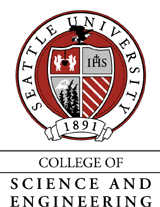 SEATTLE UNIVERSITY
IHS
1891
COLLEGE OF
SCIENCE AND
ENGINEERING